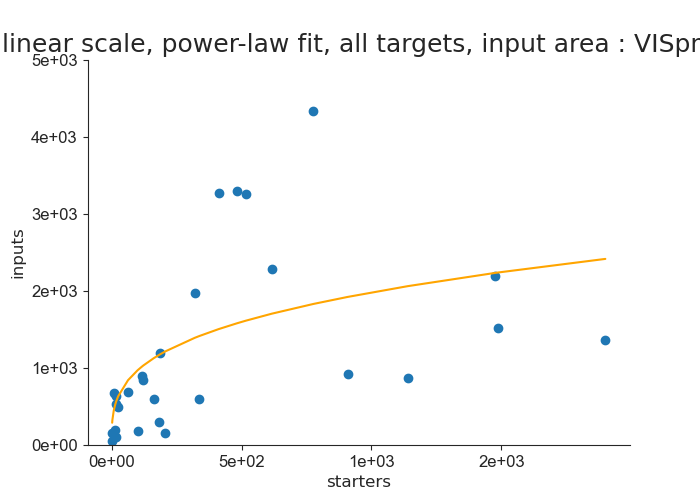 linear scale, power-law fit, all targets, input area : VISpr
5e+03
4e+03
3e+03
2e+03
1e+03
0e+00
inputs
0e+00 5e+02 1e+03 2e+03
starters